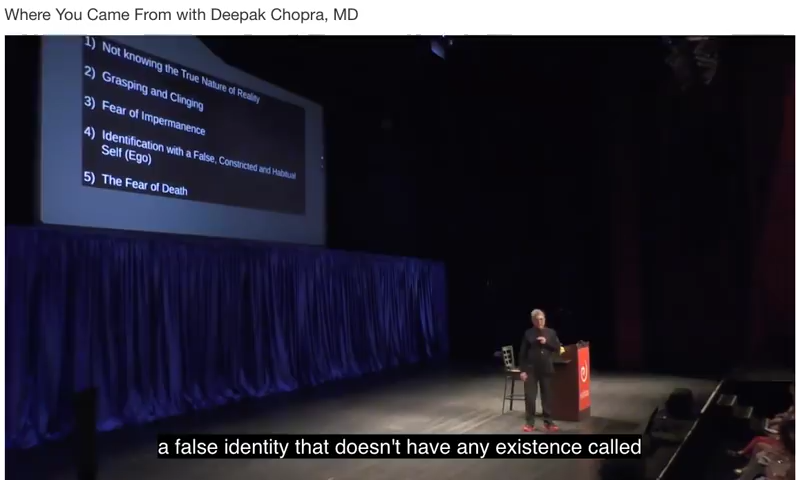 Where You Came From with Deepak Chopra, MD
1) Not knowing the True Nature of Reality
2) Grasping and Clinging
3) Fear of Impermanence
4) Identification with a False, Constricted and Habitual
Self (Ego)
5) The Fear of Death
a false identity that doesn't have any existence called